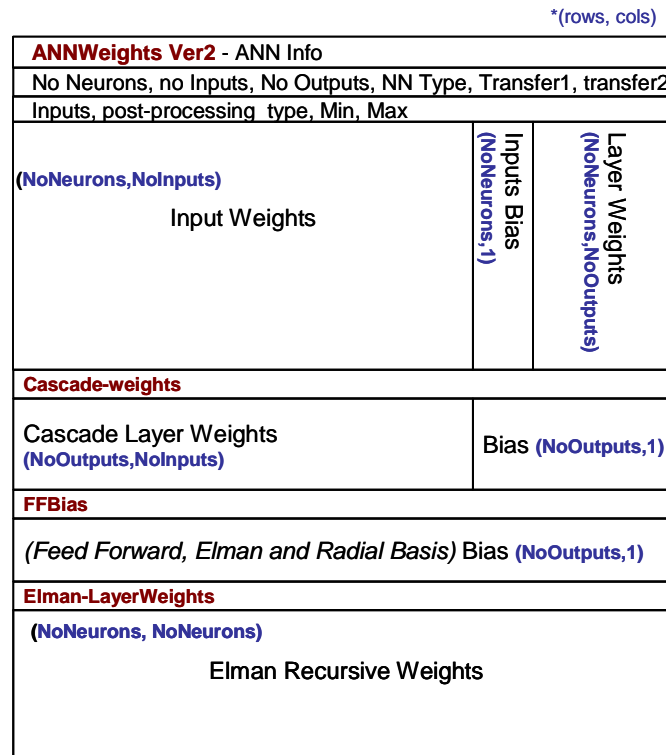 *(rows, cols)
ANNWeights Ver2 - ANN Info
No Neurons, no Inputs, No Outputs, NN Type, Transfer1, transfer2
Inputs, post-processing type, Min, Max
(NoNeurons,NoInputs)
Input Weights
Inputs Bias
(NoNeurons,1)
Layer Weights
(NoNeurons,NoOutputs)
Cascade-weights
Cascade Layer Weights
(NoOutputs,NoInputs)
Bias (NoOutputs,1)
FFBias
(Feed Forward, Elman and Radial Basis) Bias (NoOutputs,1)
Elman-LayerWeights
(NoNeurons, NoNeurons)
Elman Recursive Weights